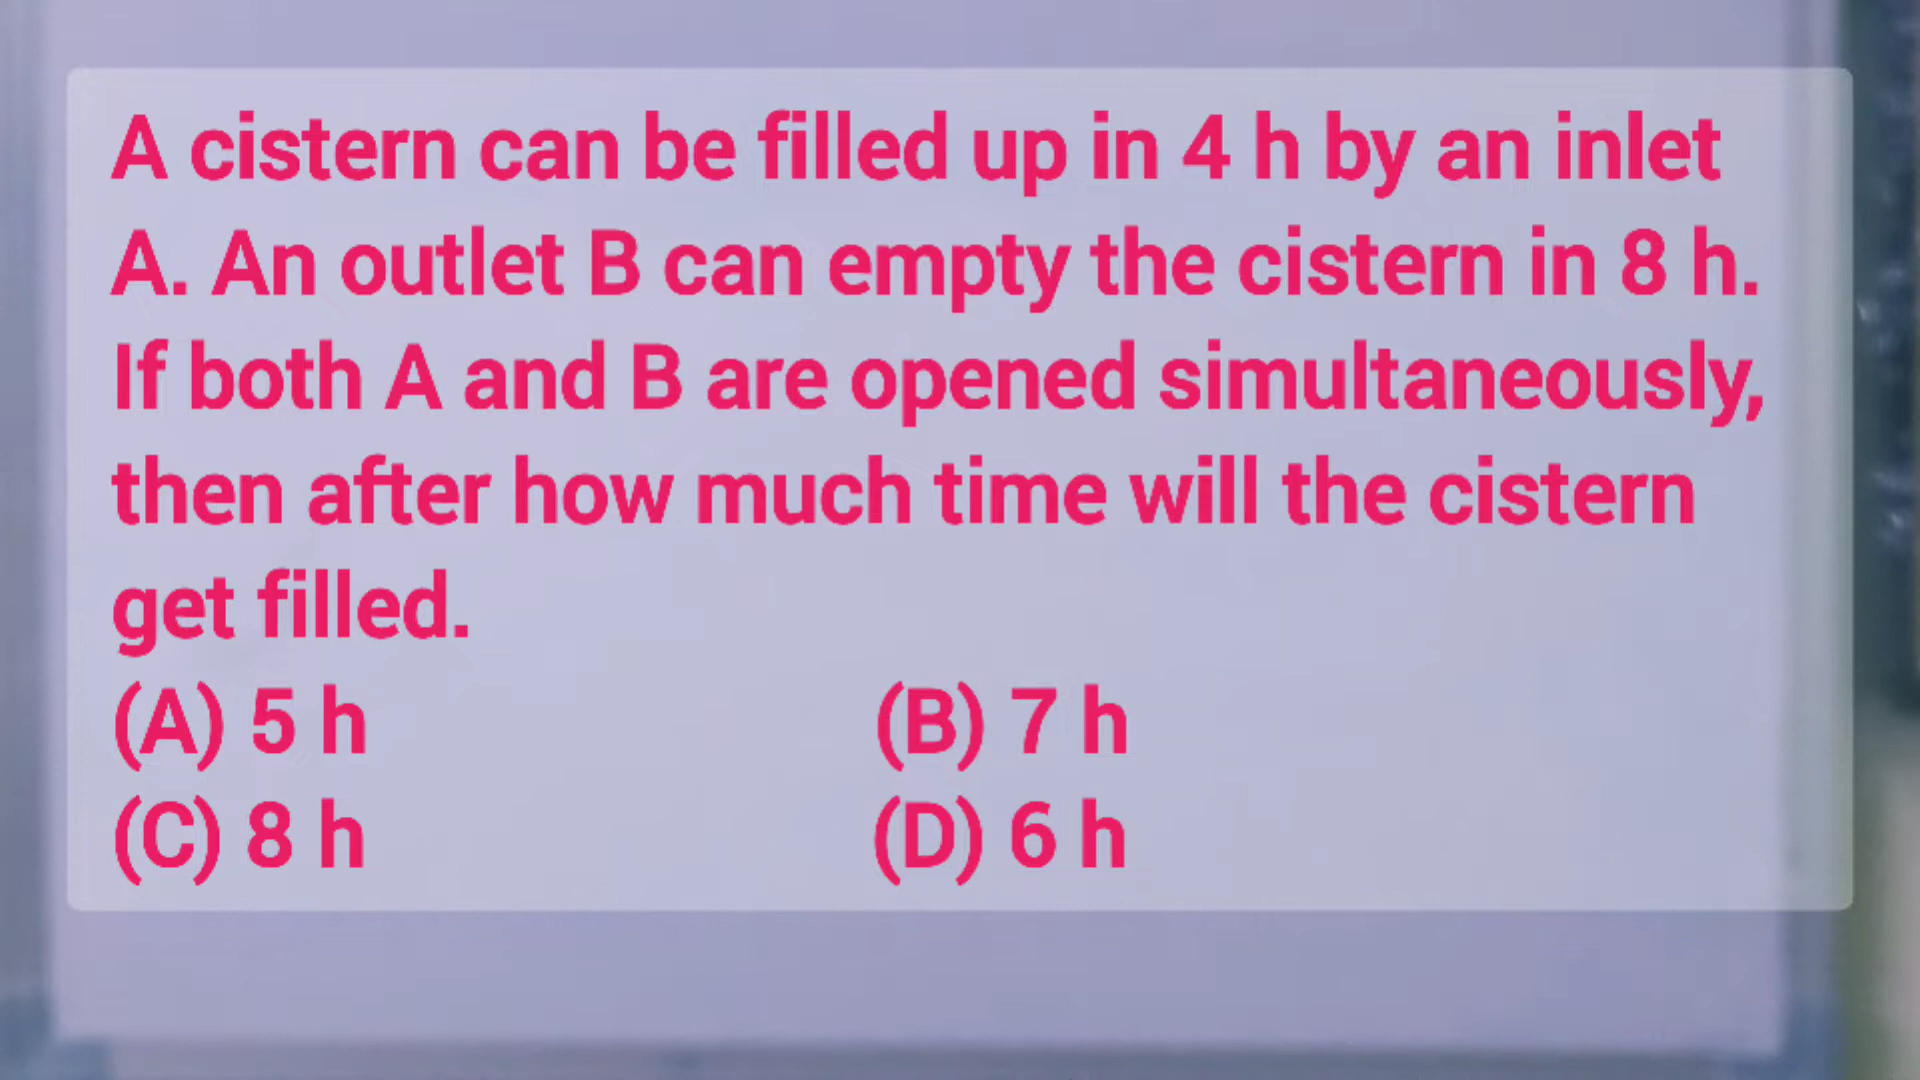 A cistern can be filled up in 4 h by an inlet
A. An outlet B can empty the cistern in 8 h.
If both A and B are opened simultaneously,
then after how much time will the cistern
get filled.
(A) 5 h (B) 7 h
(C) 8 h (D) 6 h